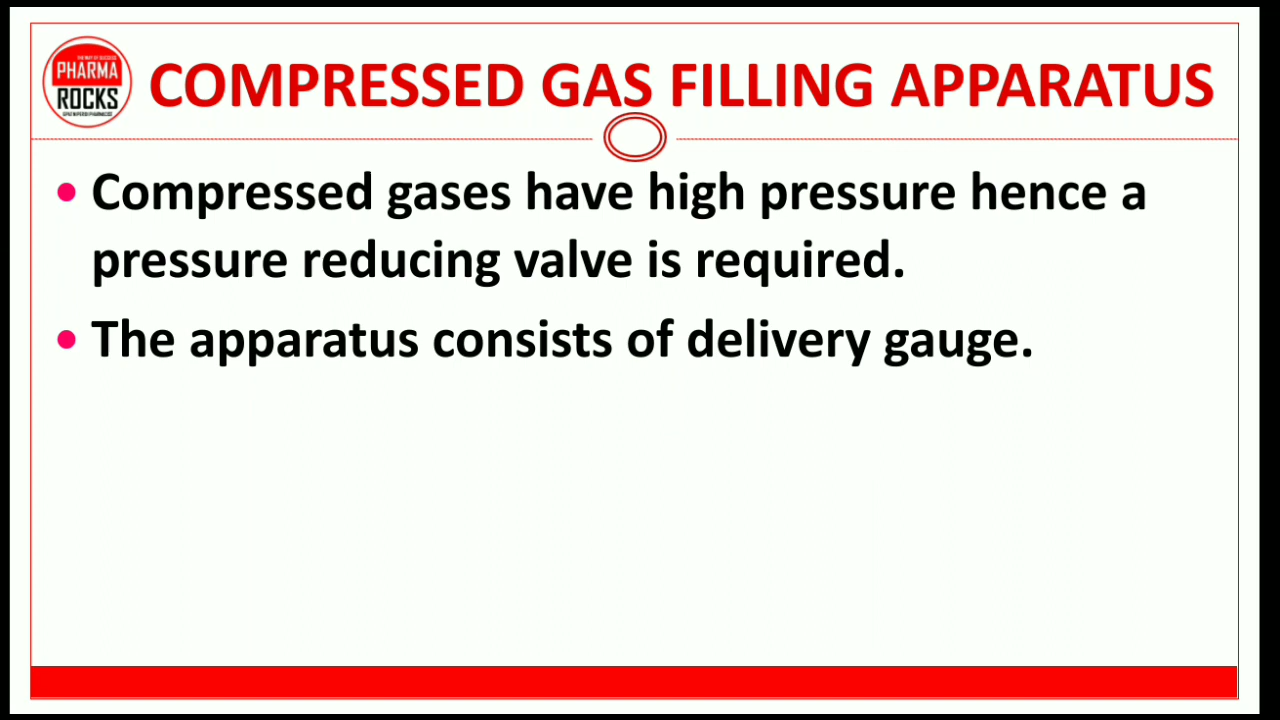 PHARMA
ROCKS
COMPRESSED GAS FILLING APPARATUS
• Compressed gases have high pressure hence a
pressure reducing valve is required.
• The apparatus consists of delivery gauge.